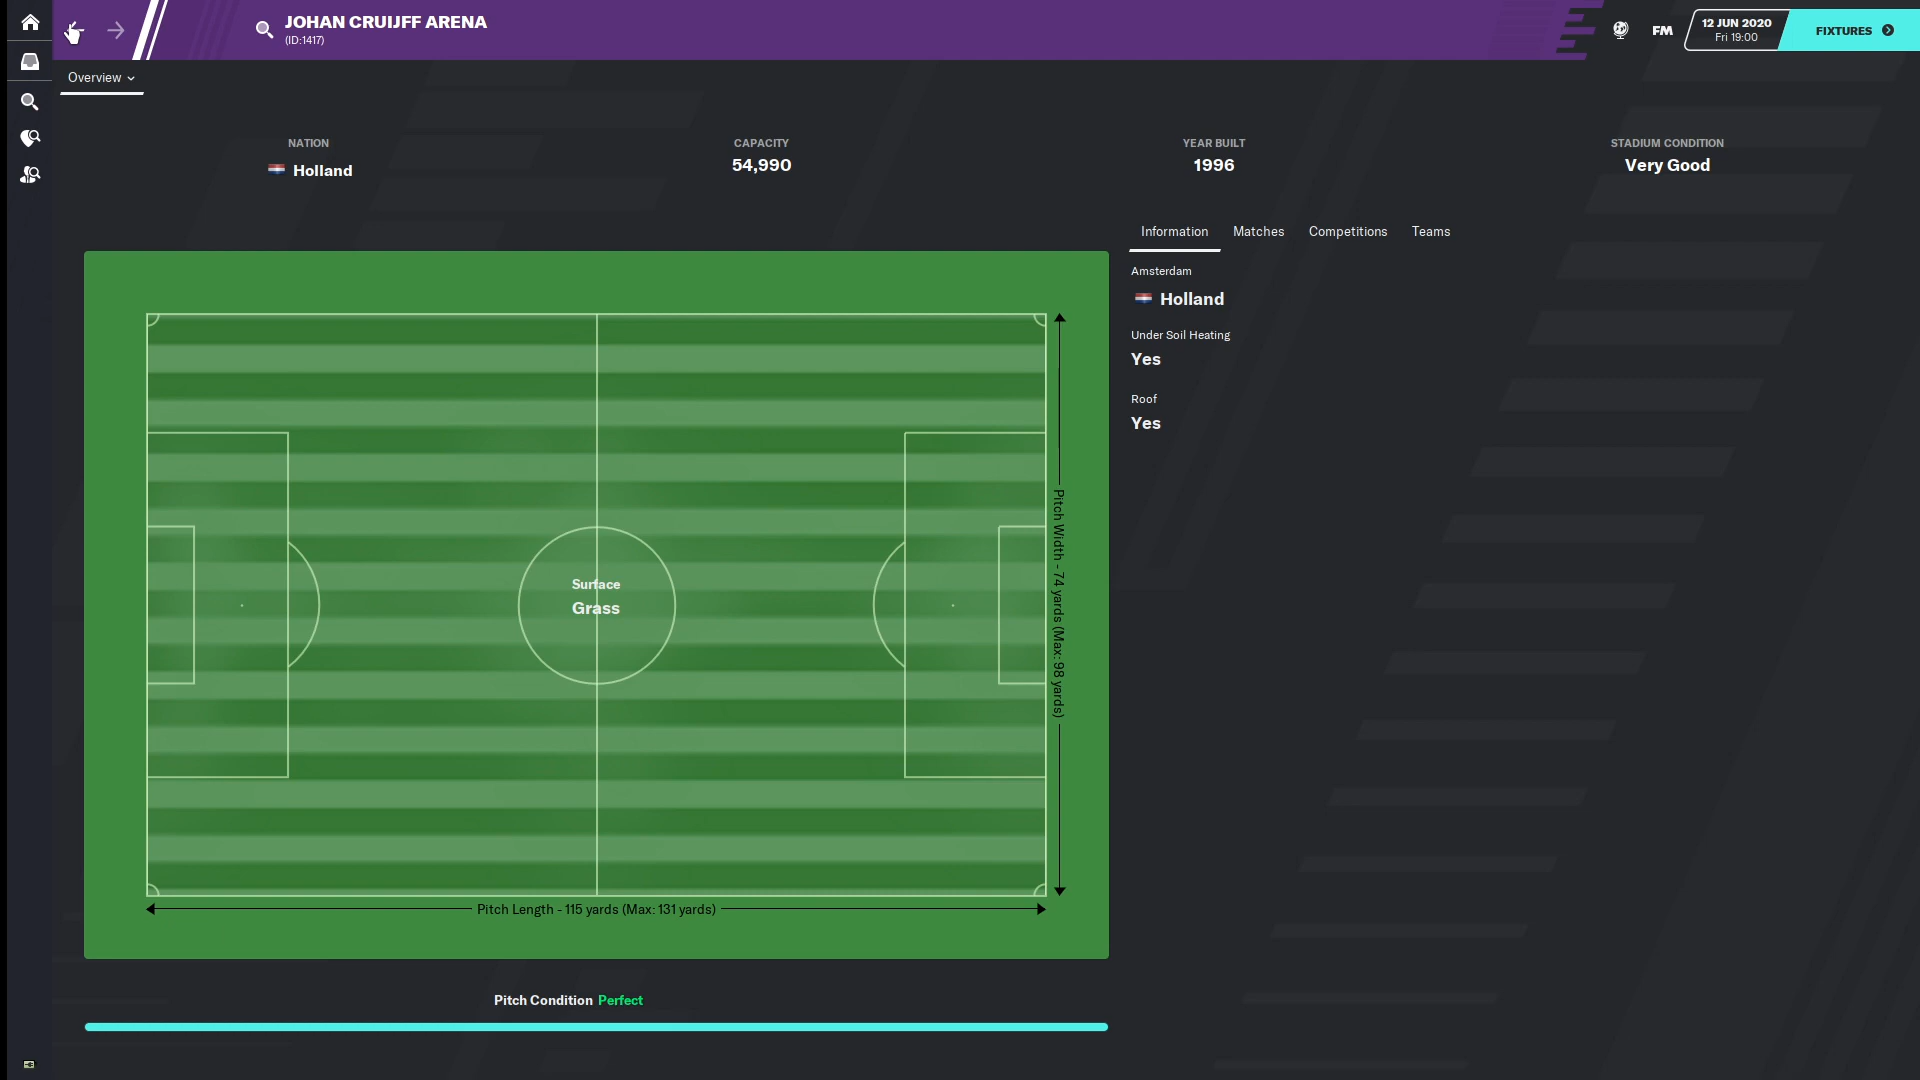 JOHAN CRUIJFF ARENA
(ID:1417)
FM
12 JUN 2020
Fri 19:00
FIXTURES
Overview
NATION
Holland
CAPACITY
54,990
YEAR BUILT
1996
STADIUM CONDITION
Very Good
Information Matches Competitions Teams
Amsterdam
Holland
Under Soil Heating
Yes
Roof
Yes
Surface
Grass
Pitch Width - 74 yards (Max: 98 yards)
Pitch Length - 115 yards (Max: 131 yards)
Pitch Condition Perfect